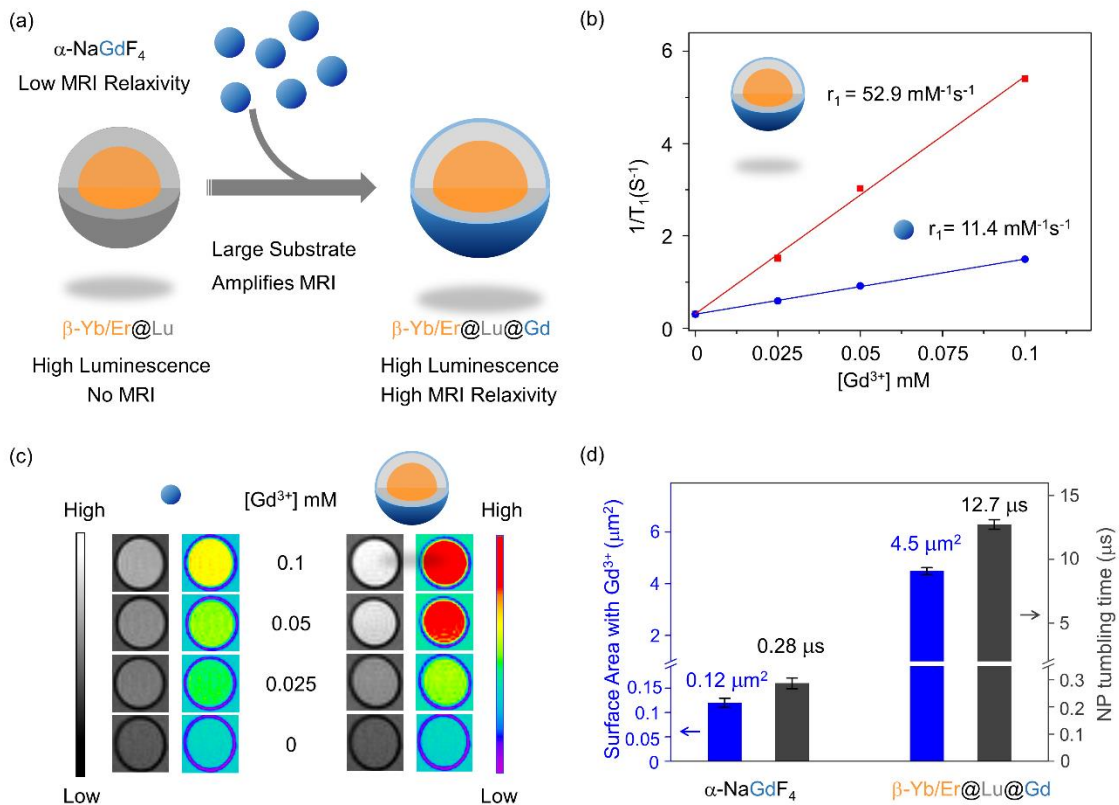 (a)
α-NaGdF₄
Low MRI Relaxivity
Large Substrate
Amplifies MRI
β-Yb/Er@Lu
High Luminescence
No MRI
β-Yb/Er@Lu@Gd
High Luminescence
High MRI Relaxivity
(b)
6
4
2
0
1/T₁(S⁻¹)
r₁ = 52.9 mM⁻¹s⁻¹
r₁ = 11.4 mM⁻¹s⁻¹
0
0.025
0.05
0.075
0.1
[Gd³⁺] mM
(c)
High
Low
[Gd³⁺] mM
0.1
0.05
0.025
0
High
Low
(d)
Surface Area with Gd³⁺ (μm²)
6
4
2
0.15
0.10
0.05
0
0.12 μm²
0.28 μs
4.5 μm²
12.7 μs
15
10
5
0.3
0.2
0.1
0
NP tumbling time (μs)
α-NaGdF₄
β-Yb/Er@Lu@Gd